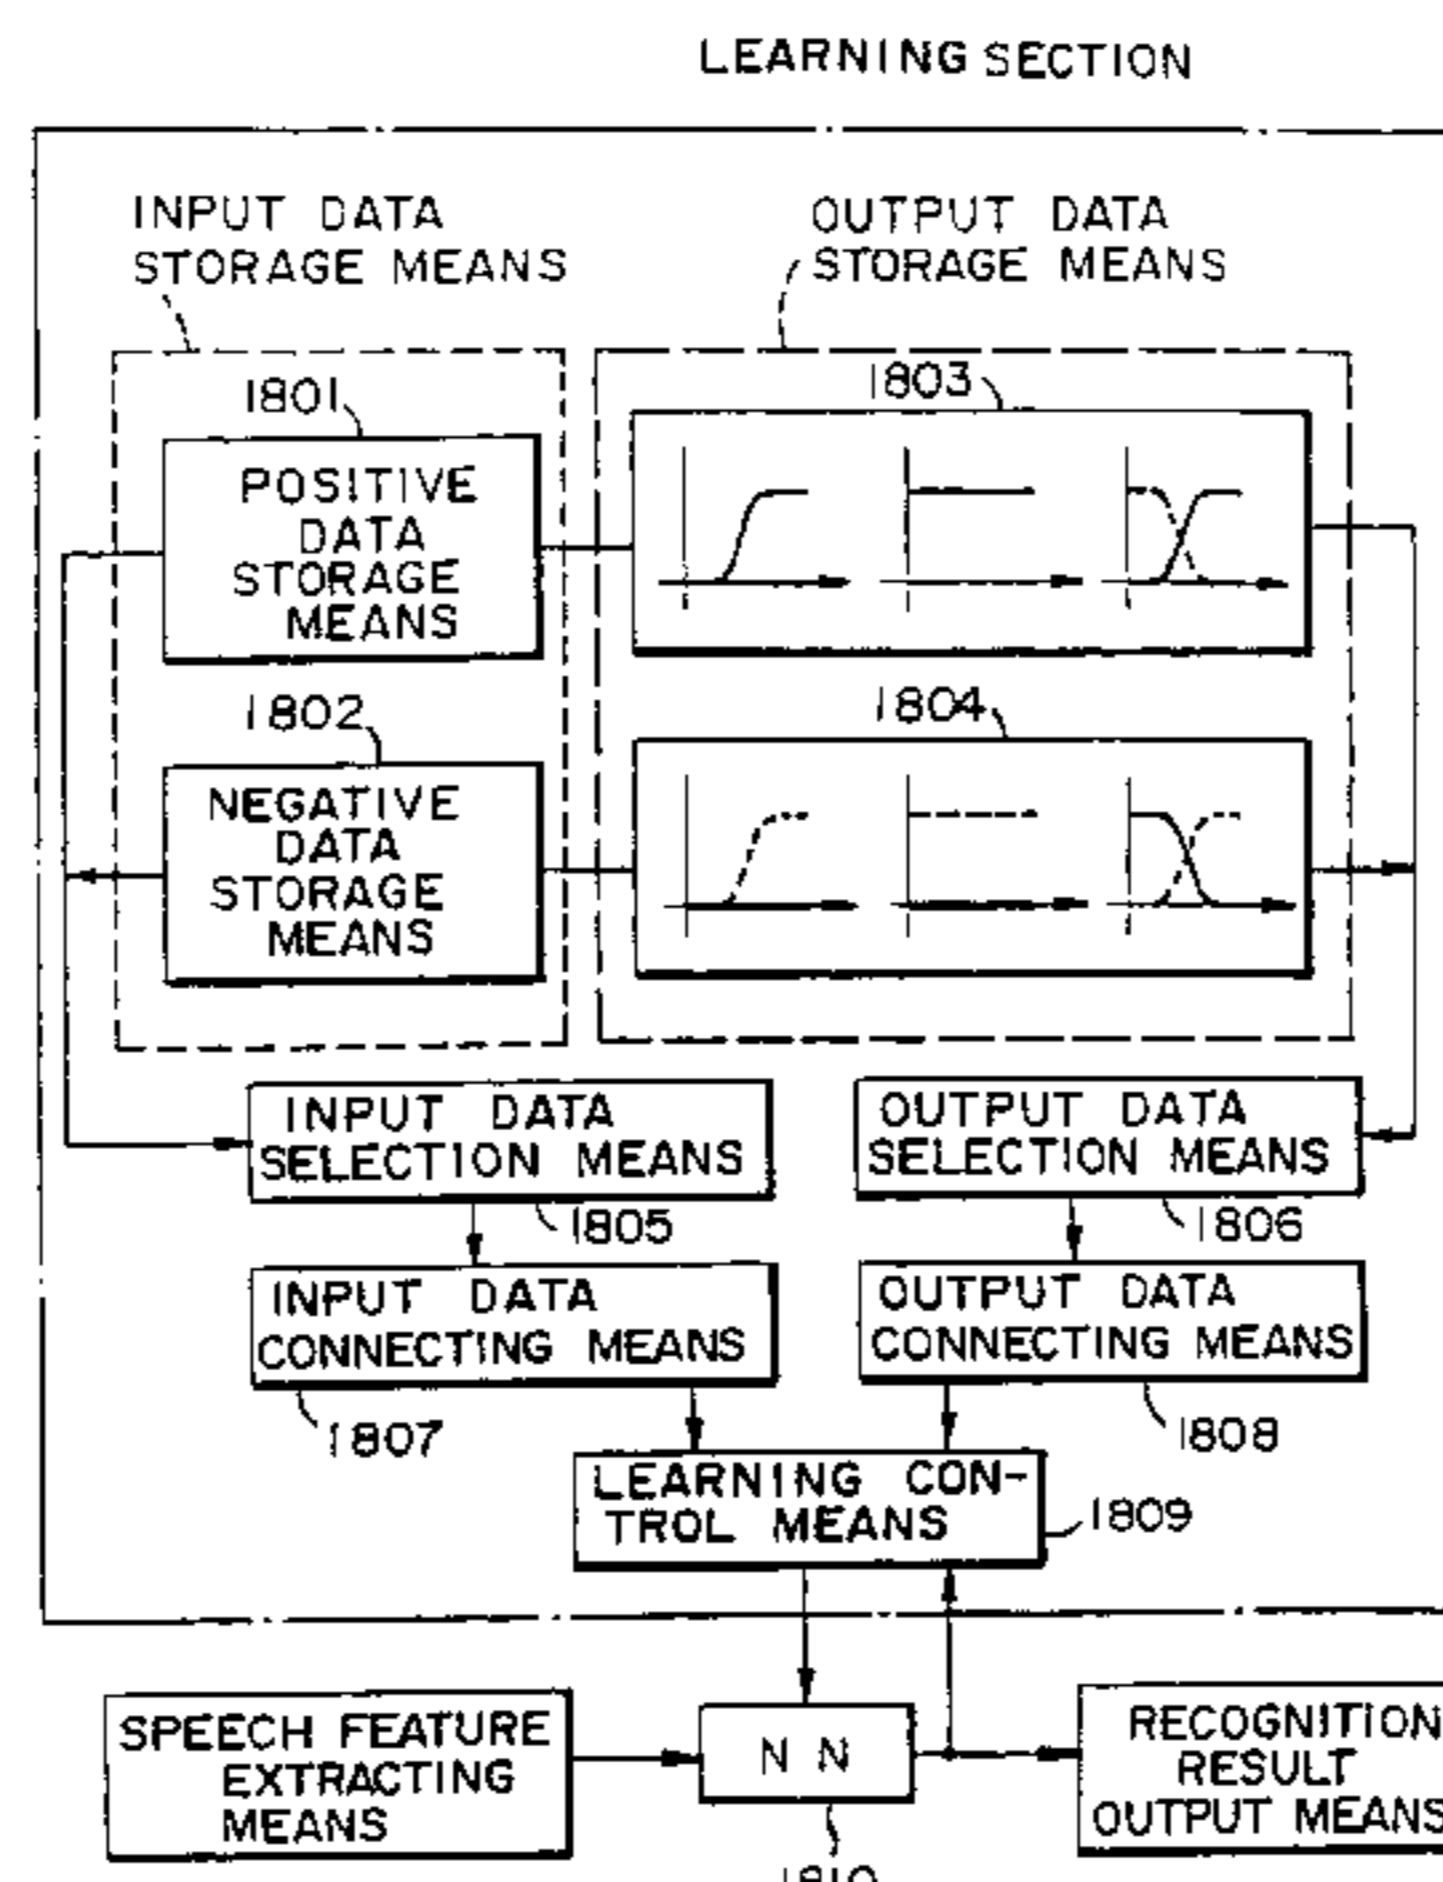 LEARNING SECTION
INPUT DATA
STORAGE MEANS
OUTPUT DATA
STORAGE MEANS
1801
POSITIVE
DATA
STORAGE
MEANS
1803
1802
NEGATIVE
DATA
STORAGE
MEANS
1804
INPUT DATA
SELECTION MEANS
1805
OUTPUT DATA
SELECTION MEANS
1806
INPUT DATA
CONNECTING MEANS
1807
OUTPUT DATA
CONNECTING MEANS
1808
LEARNING CON-
TROL MEANS
1809
SPEECH FEATURE
EXTRACTING
MEANS
N N
1810
RECOGNITION
RESULT
OUTPUT MEANS